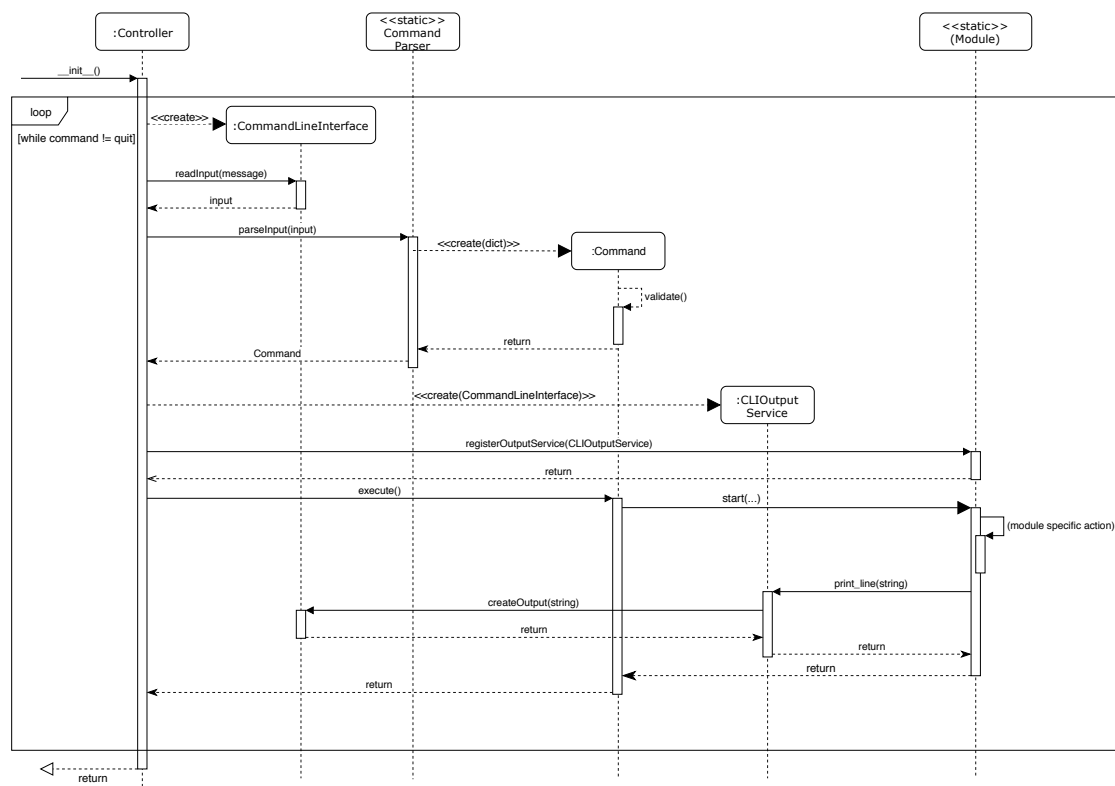 :Controller
<<static>>
Command
Parser
<<static>>
(Module)
__init__()
loop
[while command != quit]
<<create>>
:CommandLineInterface
readInput(message)
input
parseInput(input)
<<create(dict)>>
:Command
validate()
return
Command
<<create(CommandLineInterface)>>
:CLIOutput
Service
registerOutputService(CLIOutputService)
return
execute()
start(...)
(module specific action)
print_line(string)
createOutput(string)
return
return
return
return
return